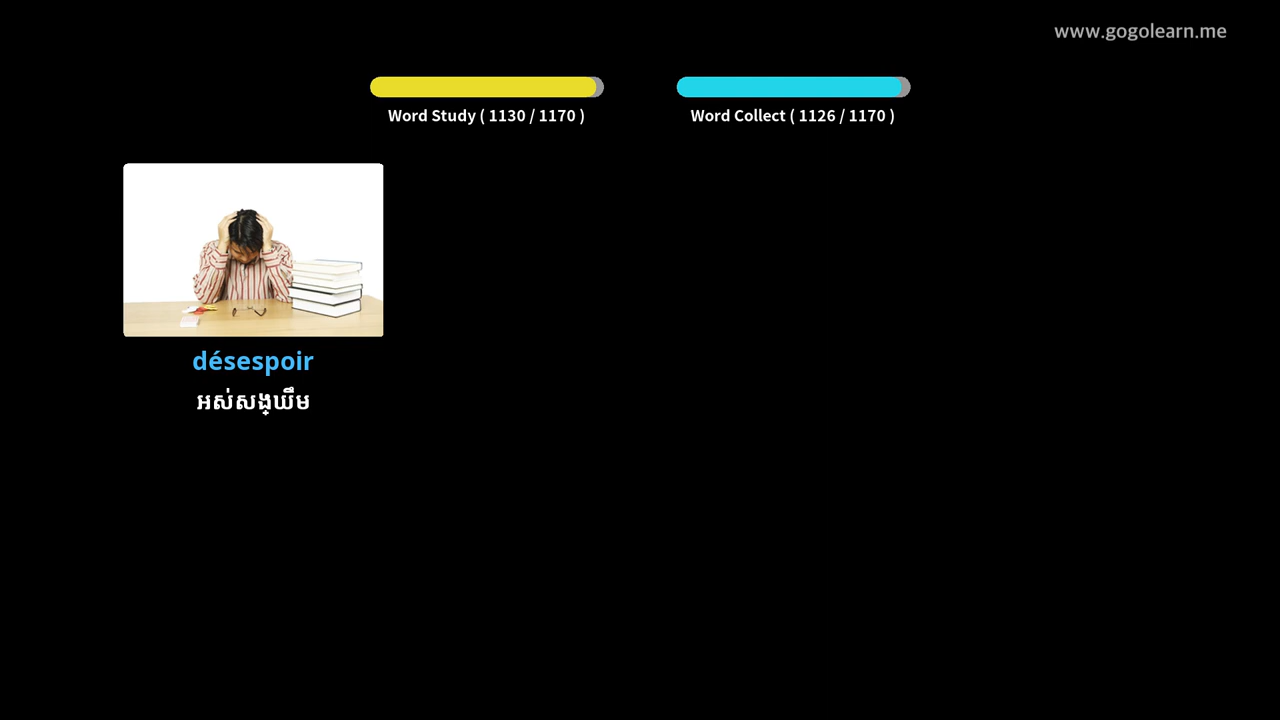 www.gogolearn.me
Word Study ( 1130 / 1170 )
Word Collect ( 1126 / 1170 )
désespoir
អស់សង្ឃឹម